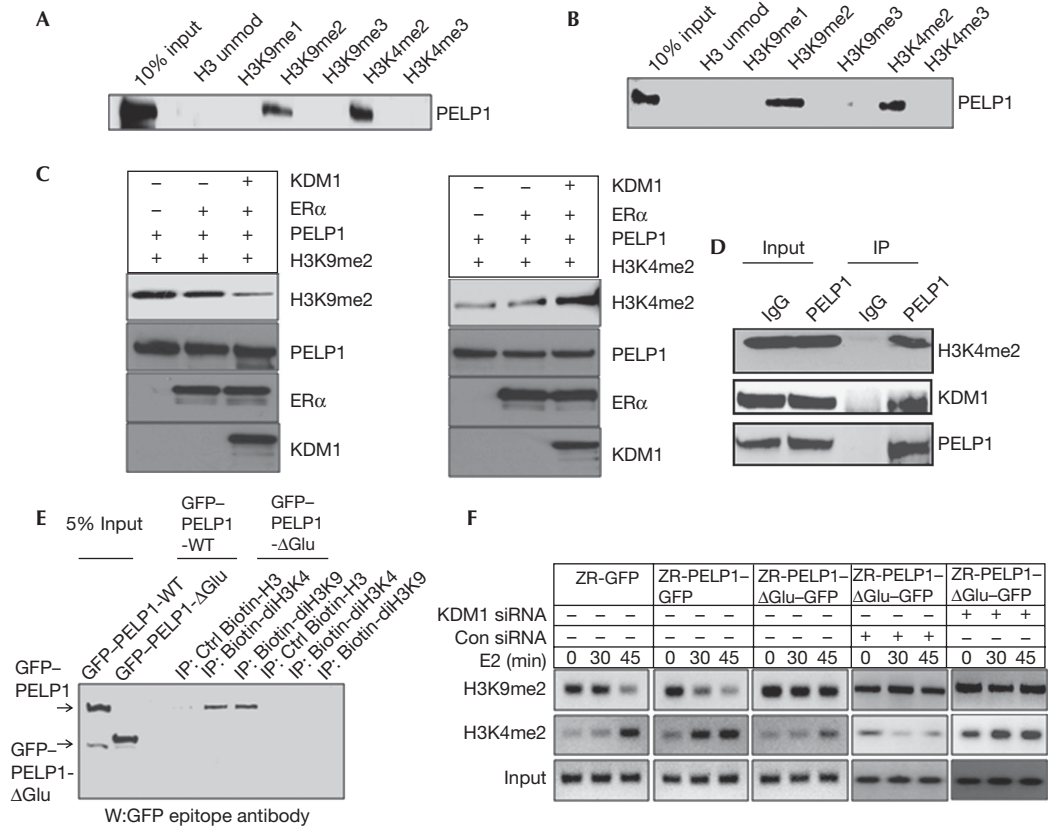 A
10% input
H3 unmod
H3K9me1
H3K9me2
H3K9me3
H3K4me2
H3K4me3
PELP1
B
10% input
H3 unmod
H3K9me1
H3K9me2
H3K9me3
H3K4me2
H3K4me3
PELP1
C
– – + KDM1
– + + ERα
+ + + PELP1
+ + + H3K9me2
H3K9me2
PELP1
ERα
KDM1
– – + KDM1
– + + ERα
+ + + PELP1
+ + + H3K4me2
H3K4me2
PELP1
ERα
KDM1
D
Input IP
IgG
PELP1
IgG
PELP1
H3K4me2
KDM1
PELP1
E
5% Input
GFP–
PELP1
-WT
GFP–
PELP1
-ΔGlu
GFP–PELP1-WT
GFP–PELP1-ΔGlu
IP: Ctrl Biotin-H3
IP: Biotin-diH3K4
IP: Biotin-diH3K9
IP: Ctrl Biotin-H3
IP: Biotin-diH3K4
IP: Biotin-diH3K9
GFP–
PELP1
GFP–
PELP1-
ΔGlu
W:GFP epitope antibody
F
ZR-GFP
ZR-PELP1–
GFP
ZR-PELP1–
ΔGlu–GFP
ZR-PELP1–
ΔGlu–GFP
ZR-PELP1–
ΔGlu–GFP
KDM1 siRNA – – – – – – – – – – – – + + +
Con siRNA – – – – – – – – – + + + – – –
E2 (min) 0 30 45 0 30 45 0 30 45 0 30 45 0 30 45
H3K9me2
H3K4me2
Input